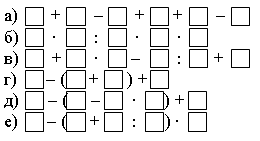 а) □ + □ – □ + □ + □ – □
б) □ · □ : □ · □ · □
в) □ + □ · □ – □ : □ + □
г) □ – (□ + □) + □
д) □ – (□ – □ · □) + □
е) □ – (□ + □ : □) · □